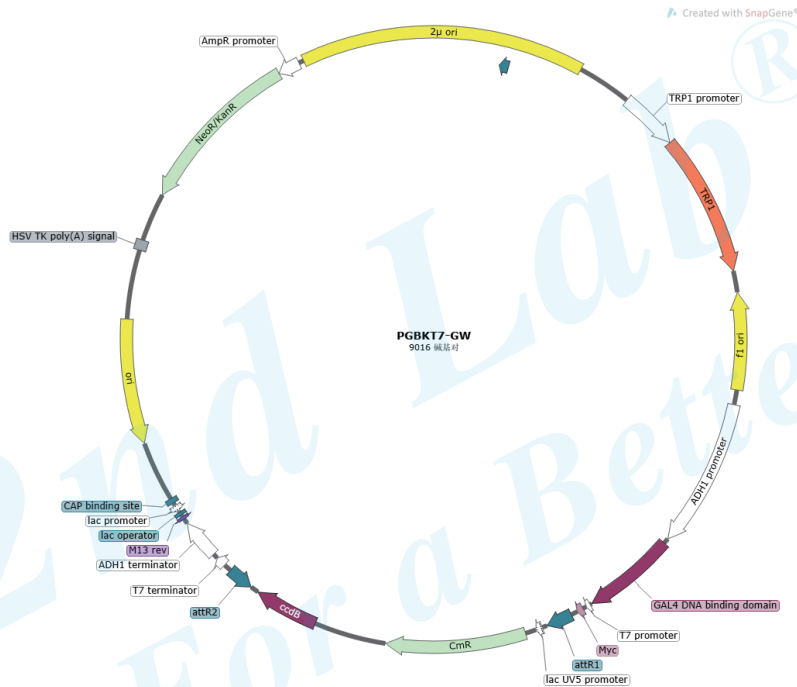 Created with SnapGene®
2μ ori
AmpR promoter
TRP1 promoter
NeoR/KanR
TRP1
HSV TK poly(A) signal
PGBKT7-GW
9016 碱基对
f1 ori
ori
ADH1 promoter
CAP binding site
lac promoter
lac operator
M13 rev
ADH1 terminator
T7 terminator
attR2
ccdB
CmR
lac UV5 promoter
attR1
Myc
T7 promoter
GAL4 DNA binding domain
2nd Lab®
For a Bette